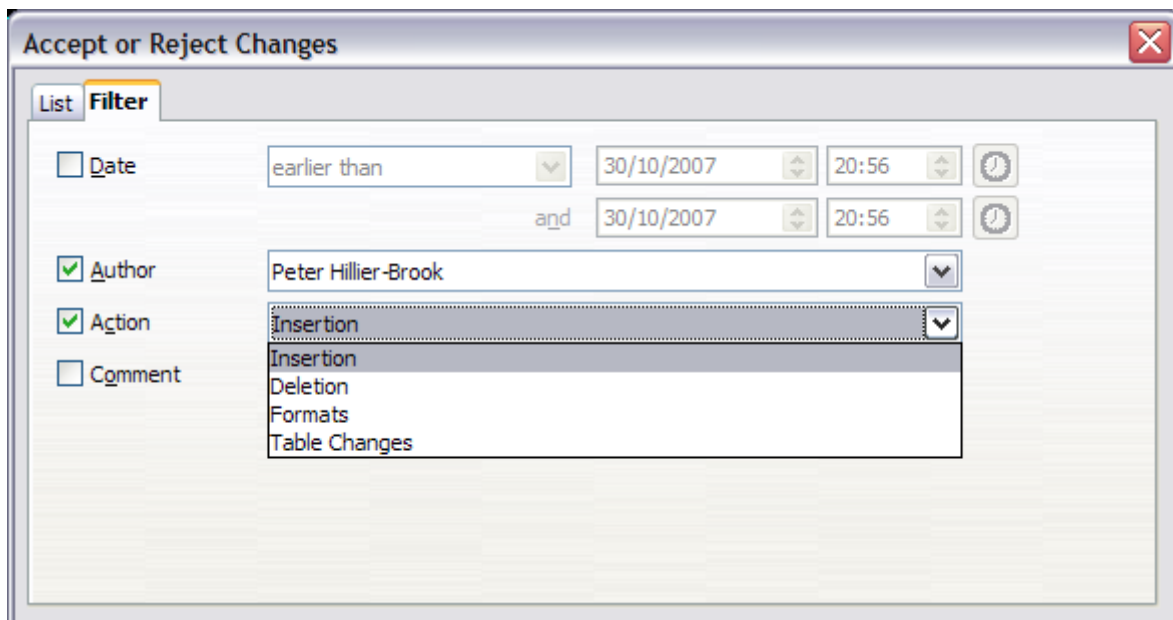 Accept or Reject Changes
List Filter
Date earlier than 30/10/2007 20:56
and 30/10/2007 20:56
Author Peter Hillier-Brook
Action Insertion
Insertion
Comment
Deletion
Formats
Table Changes